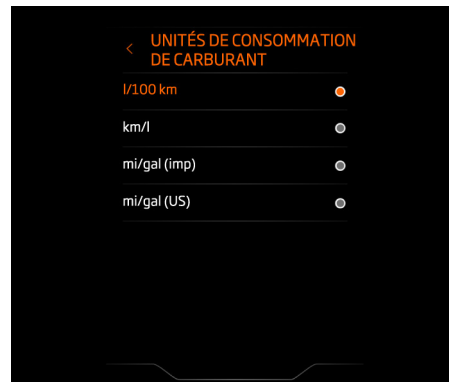 UNITÉS DE CONSOMMATION
DE CARBURANT
l/100 km
km/l
mi/gal (imp)
mi/gal (US)